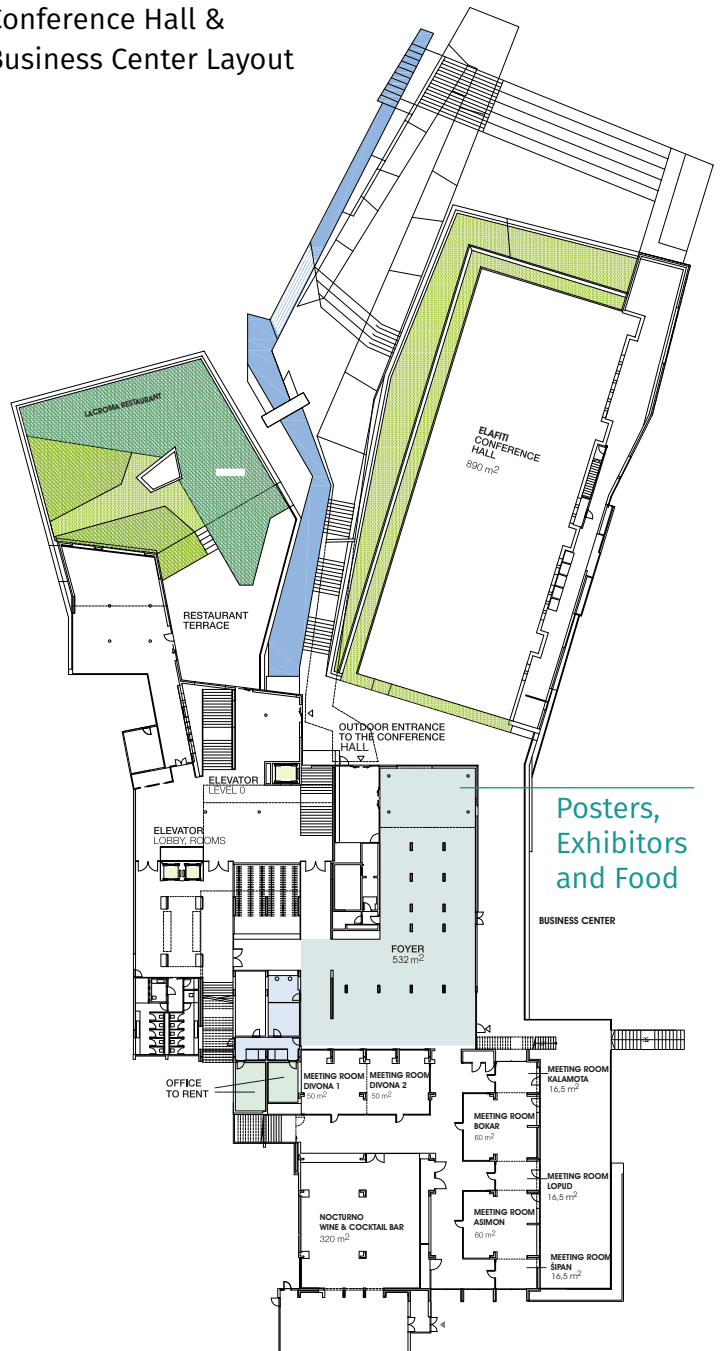 Conference Hall &
Business Center Layout
LACROMA RESTAURANT
ELAFITI
CONFERENCE
HALL
890 m²
RESTAURANT
TERRACE
OUTDOOR ENTRANCE
TO THE CONFERENCE
HALL
ELEVATOR
LEVEL 0
ELEVATOR
LOBBY, ROOMS
Posters,
Exhibitors
and Food
BUSINESS CENTER
FOYER
532 m²
OFFICE
TO RENT
MEETING ROOM
DIVONA 1
50 m²
MEETING ROOM
DIVONA 2
50 m²
MEETING ROOM
KALAMOTA
16,5 m²
MEETING ROOM
BOKAR
60 m²
MEETING ROOM
LOPUD
16,5 m²
MEETING ROOM
ASIMON
60 m²
MEETING ROOM
ŠIPAN
16,5 m²
NOCTURNO
WINE & COCKTAIL BAR
320 m²